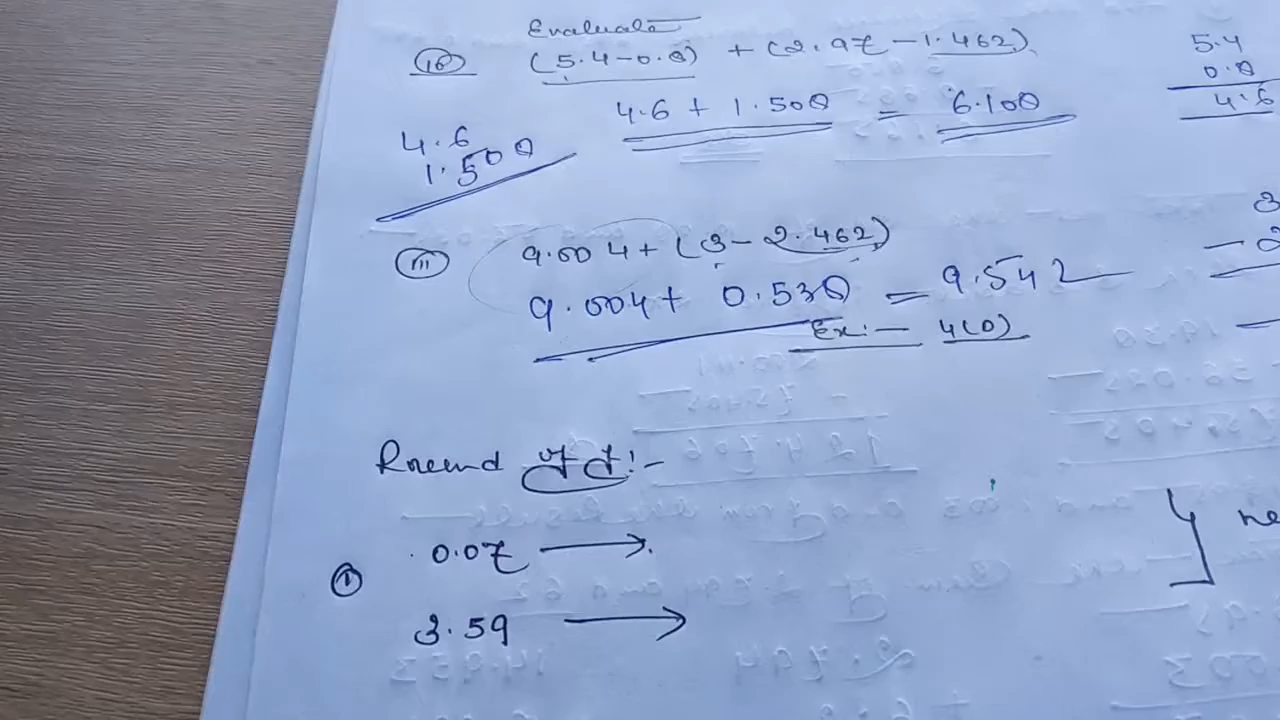 Evaluate
(5.4-0.8) + (2.97-1.462)
5.4
0.8
4.6
4.6 + 1.508 = 6.108
4.6
1.508
9.004+ (3-2.462)
3
9.004+ 0.538 = 9.542
Ex:- 4(D)
Round off:-
0.07 →
① 3.59 →